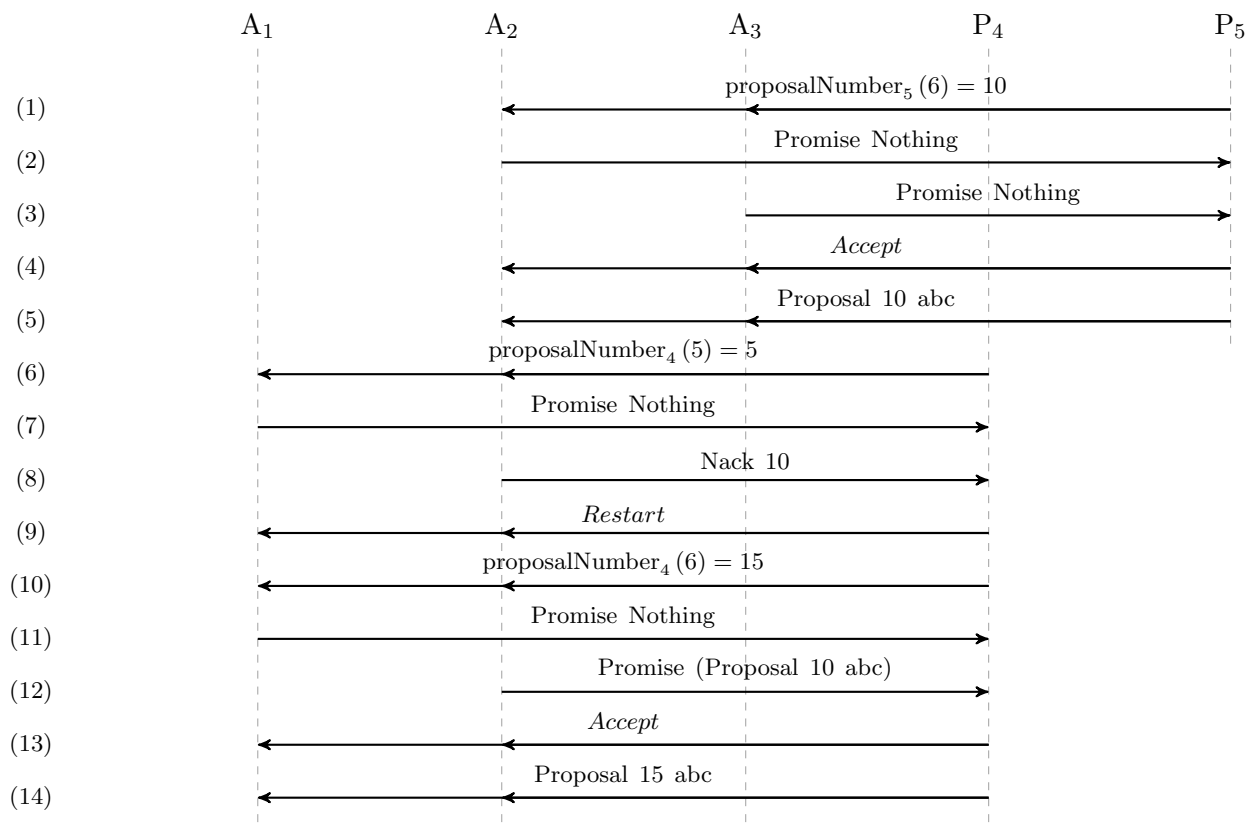 A₁ A₂ A₃ P₄ P₅
(1) proposalNumber₅ (6) = 10
(2) Promise Nothing
(3) Promise Nothing
(4) Accept
(5) Proposal 10 abc
(6) proposalNumber₄ (5) = 5
(7) Promise Nothing
(8) Nack 10
(9) Restart
(10) proposalNumber₄ (6) = 15
(11) Promise Nothing
(12) Promise (Proposal 10 abc)
(13) Accept
(14) Proposal 15 abc